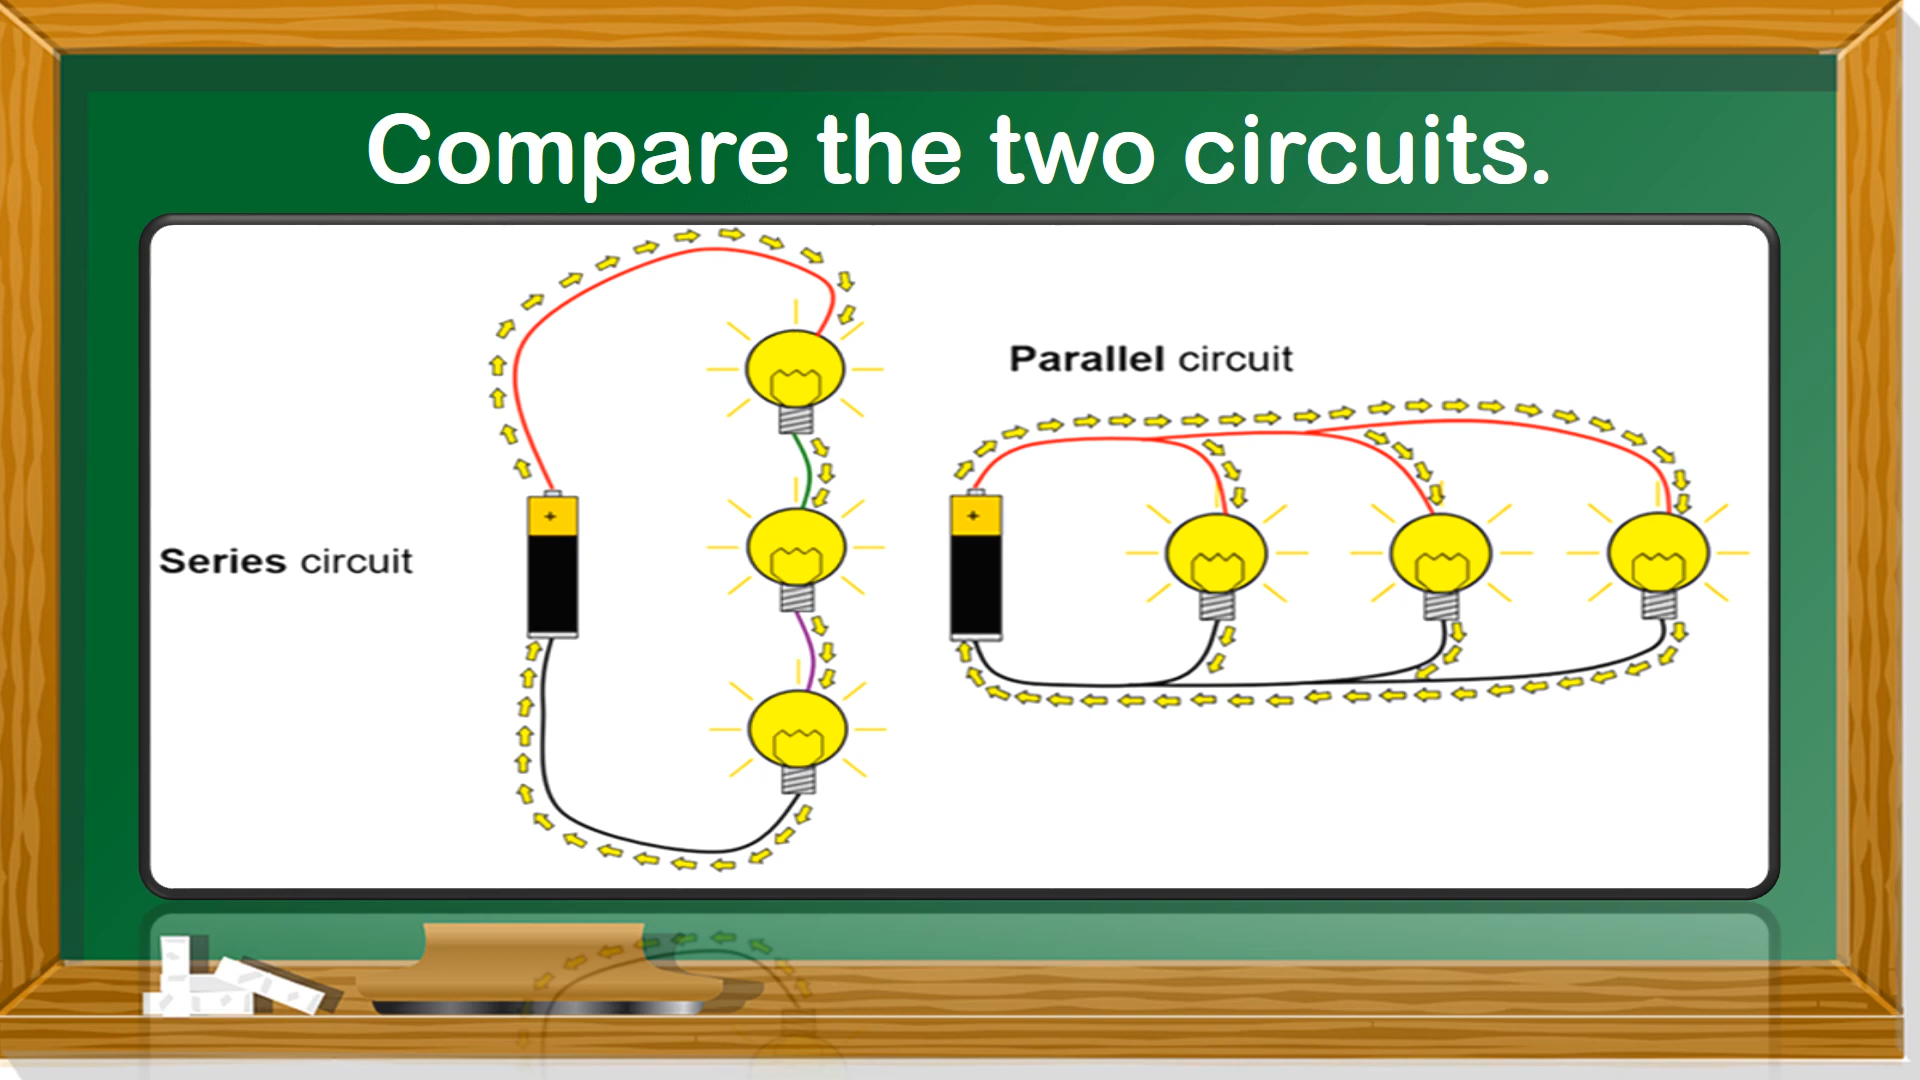 Compare the two circuits.
Parallel circuit
+
+
Series circuit